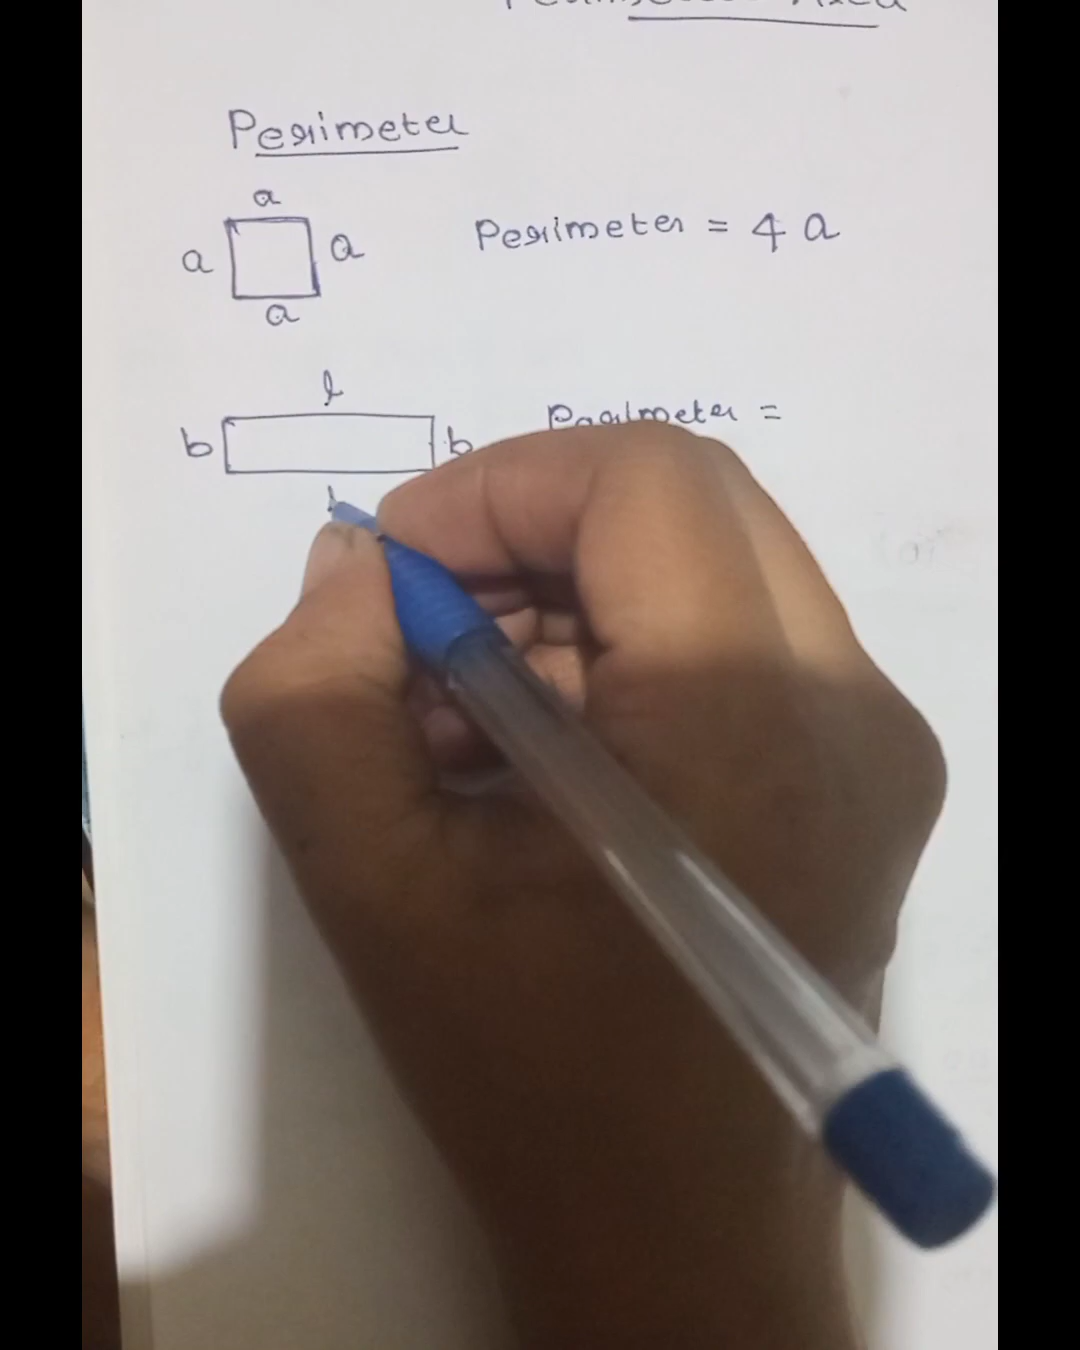 Perimeter
a
a a
a
Perimeter = 4 a
l
b b
Perimeter =